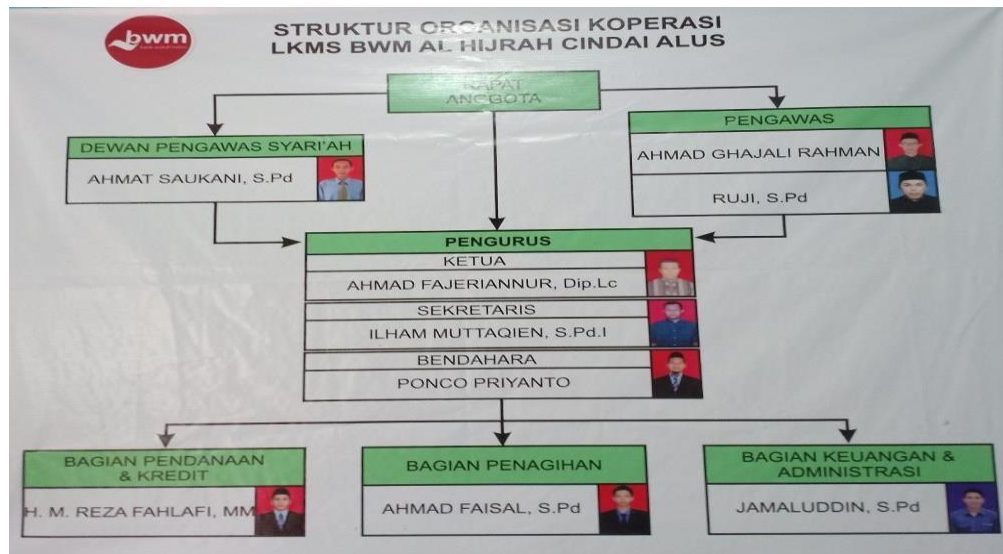 bwm
STRUKTUR ORGANISASI KOPERASI
LKMS BWM AL HIJRAH CINDAI ALUS
RAPAT
ANGGOTA
DEWAN PENGAWAS SYARI'AH
AHMAT SAUKANI, S.Pd
PENGAWAS
AHMAD GHAJALI RAHMAN
RUJI, S.Pd
PENGURUS
KETUA
AHMAD FAJERIANNUR, Dip.Lc
SEKRETARIS
ILHAM MUTTAQIEN, S.Pd.I
BENDAHARA
PONCO PRIYANTO
BAGIAN PENDANAAN
& KREDIT
H. M. REZA FAHLAFI, MM
BAGIAN PENAGIHAN
AHMAD FAISAL, S.Pd
BAGIAN KEUANGAN &
ADMINISTRASI
JAMALUDDIN, S.Pd